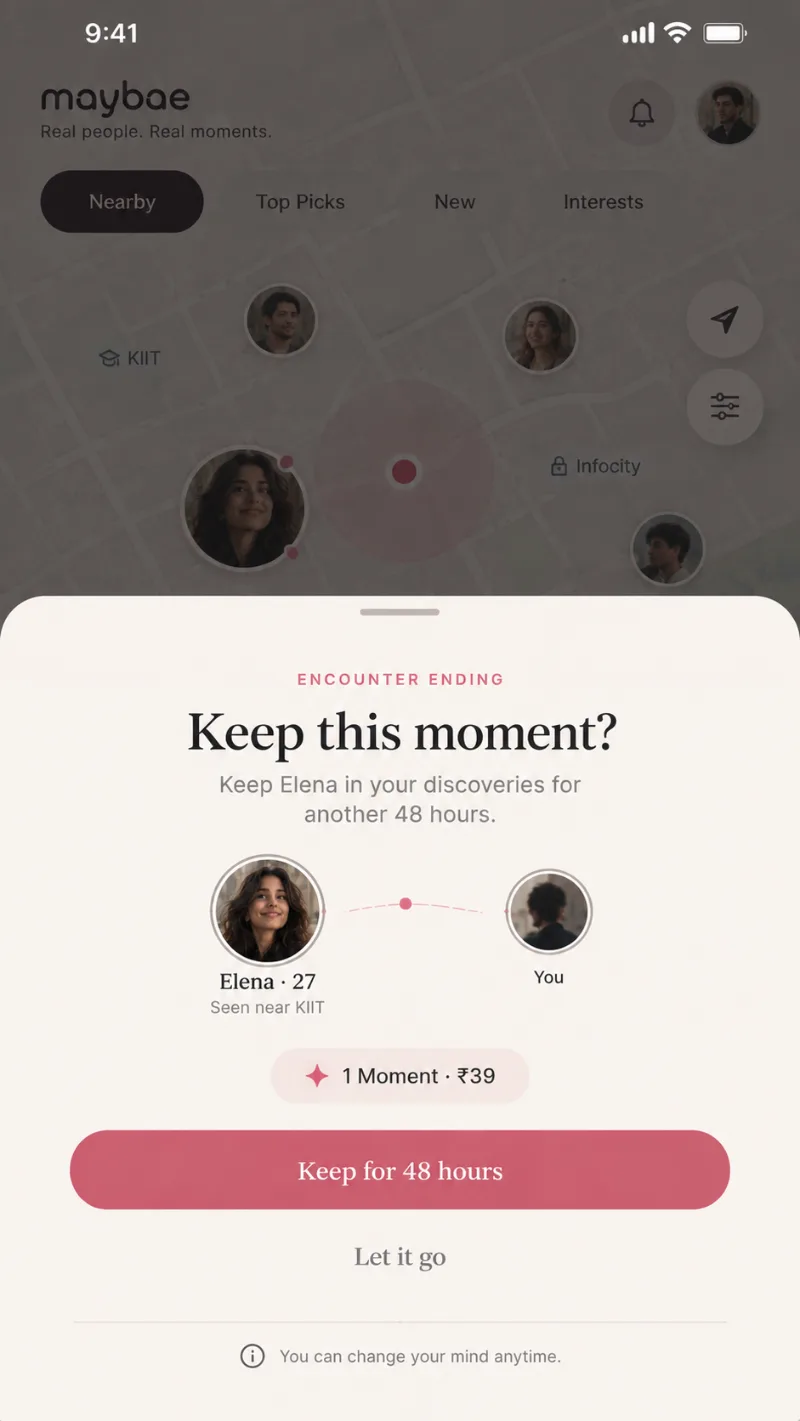 9:41
maybae
Real people. Real moments.
Nearby
Top Picks
New
Interests
KIIT
Infocity
ENCOUNTER ENDING
Keep this moment?
Keep Elena in your discoveries for
another 48 hours.
Elena · 27
Seen near KIIT
You
1 Moment · ₹39
Keep for 48 hours
Let it go
You can change your mind anytime.